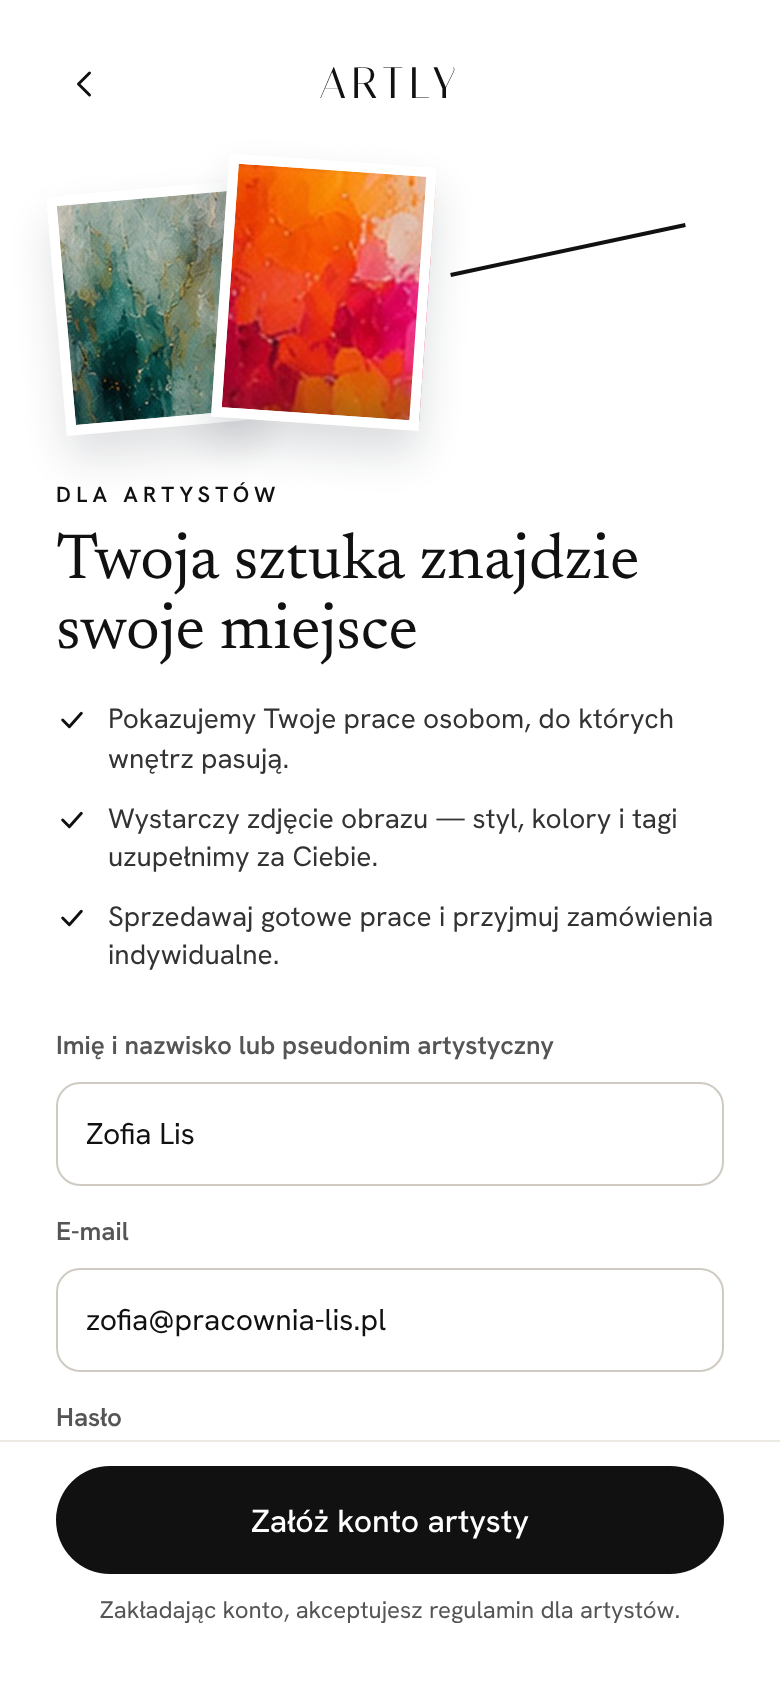 ARTLY
DLA ARTYSTÓW
Twoja sztuka znajdzie
swoje miejsce
Pokazujemy Twoje prace osobom, do których
wnętrz pasują.
Wystarczy zdjęcie obrazu — styl, kolory i tagi
uzupełnimy za Ciebie.
Sprzedawaj gotowe prace i przyjmuj zamówienia
indywidualne.
Imię i nazwisko lub pseudonim artystyczny
Zofia Lis
E-mail
zofia@pracownia-lis.pl
Hasło
Załóż konto artysty
Zakładając konto, akceptujesz regulamin dla artystów.